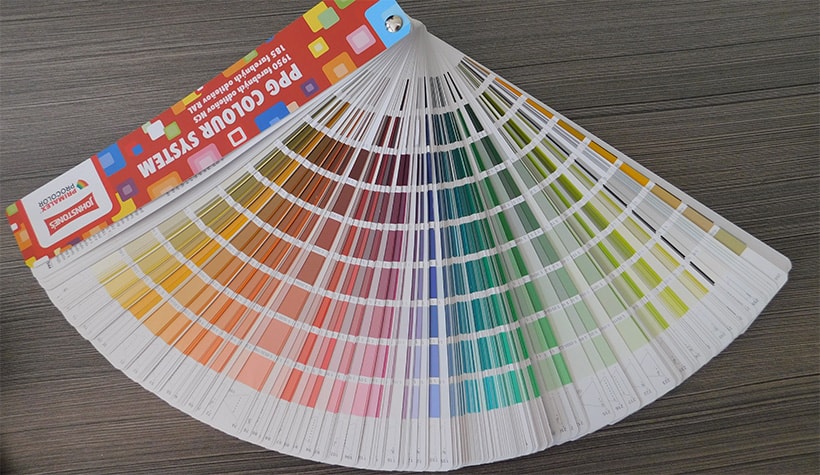 PPG COLOUR SYSTEM
1950 farebných odtieňov NCS
185 farebných odtieňov RAL
JOHNSTONE'S
PRIMALEX
PROCOLOR